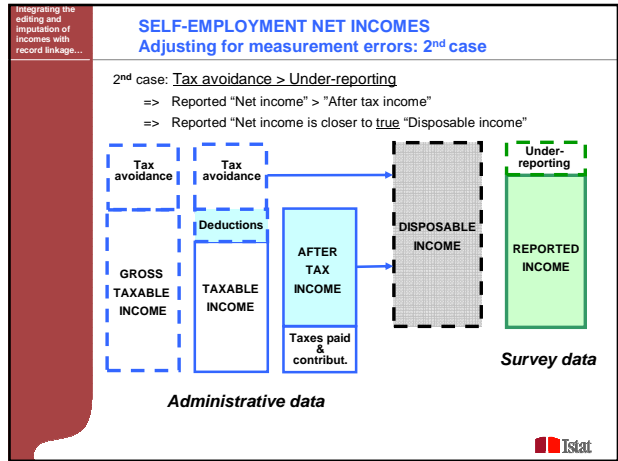 Integrating the
editing and
imputation of
incomes with
record linkage…
SELF-EMPLOYMENT NET INCOMES
Adjusting for measurement errors: 2nd case
2nd case: Tax avoidance > Under-reporting
=> Reported “Net income” > ”After tax income”
=> Reported “Net income is closer to true “Disposable income”
Tax
avoidance
GROSS
TAXABLE
INCOME
Tax
avoidance
Deductions
TAXABLE
INCOME
AFTER
TAX
INCOME
Taxes paid
&
contribut.
DISPOSABLE
INCOME
Under-
reporting
REPORTED
INCOME
Survey data
Administrative data
Istat